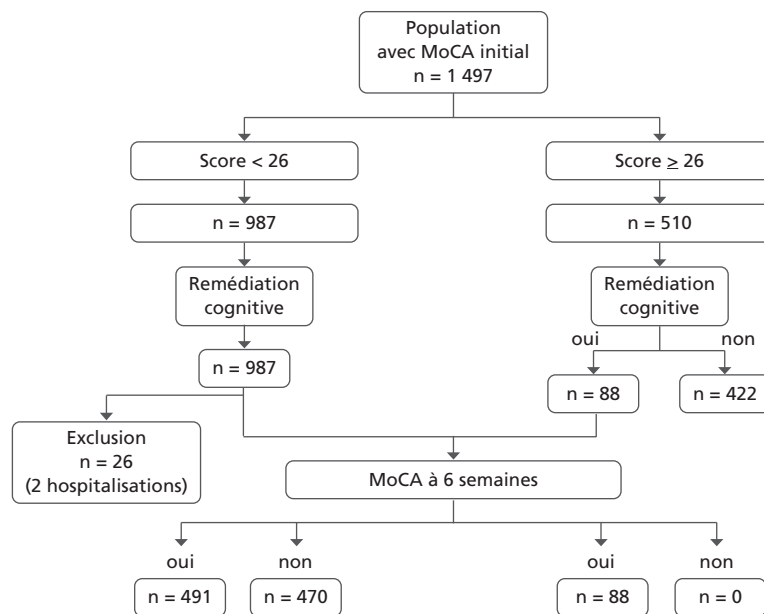 Population
avec MoCA initial
n = 1 497
Score < 26
Score ≥ 26
n = 987
n = 510
Remédiation
cognitive
Remédiation
cognitive
oui
non
n = 987
n = 88
n = 422
Exclusion
n = 26
(2 hospitalisations)
MoCA à 6 semaines
oui
non
oui
non
n = 491
n = 470
n = 88
n = 0